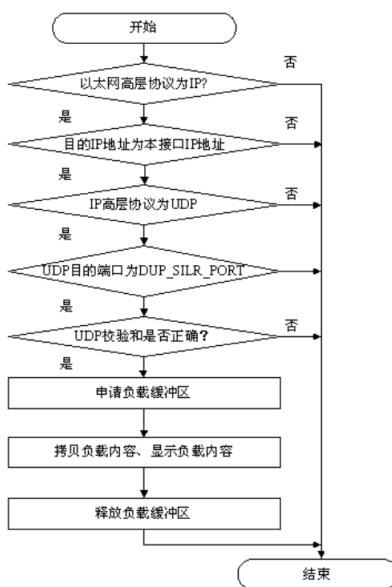 开始
否
以太网高层协议为IP?
是
否
目的IP地址为本接口IP地址
是
否
IP高层协议为UDP
是
UDP目的端口为DUP_SILR_PORT
是
否
UDP校验和是否正确?
是
申请负载缓冲区
拷贝负载内容、显示负载内容
释放负载缓冲区
结束